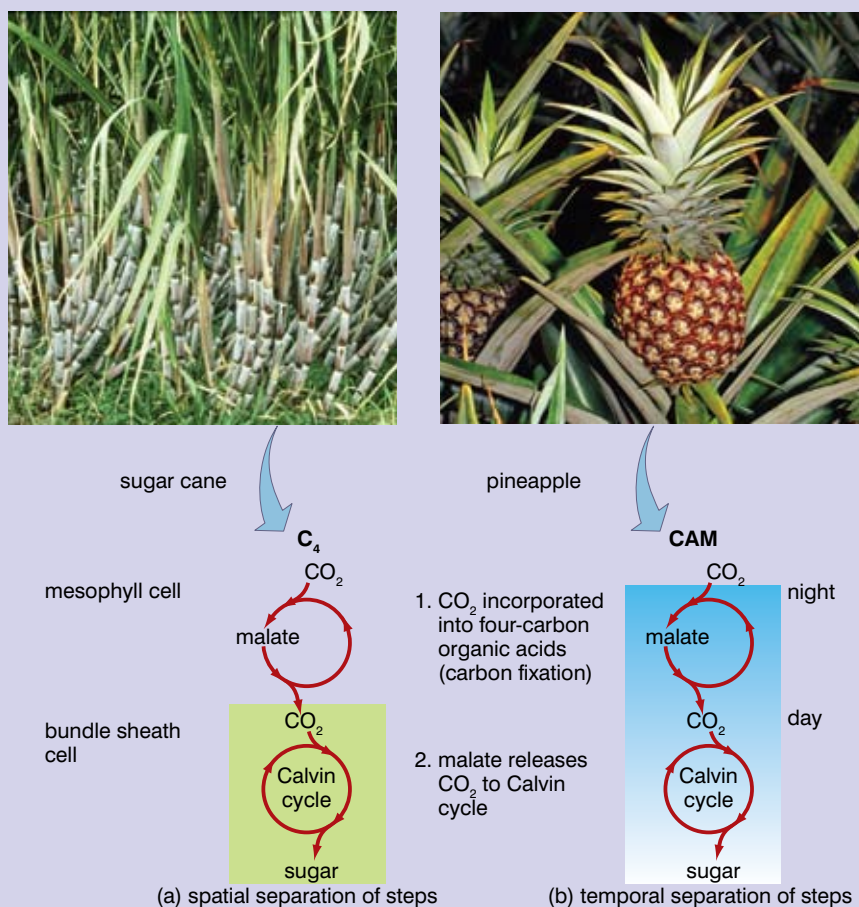 sugar cane
pineapple
C₄
CO₂
mesophyll cell
malate
bundle sheath
cell
CO₂
Calvin
cycle
sugar
(a) spatial separation of steps
1. CO₂ incorporated
into four-carbon
organic acids
(carbon fixation)
2. malate releases
CO₂ to Calvin
cycle
CAM
CO₂
night
malate
CO₂
day
Calvin
cycle
sugar
(b) temporal separation of steps